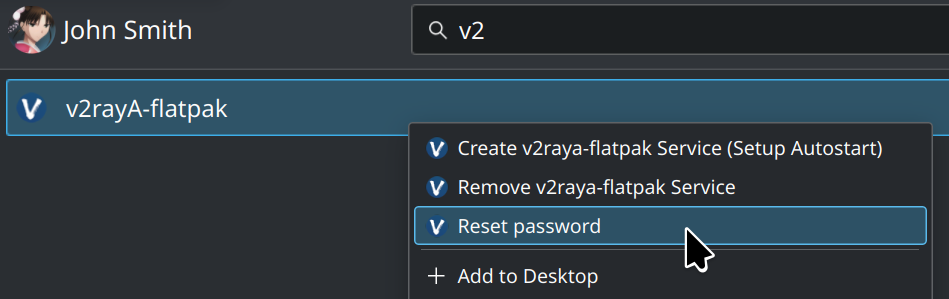 John Smith
v2
v2rayA-flatpak
Create v2raya-flatpak Service (Setup Autostart)
Remove v2raya-flatpak Service
Reset password
Add to Desktop